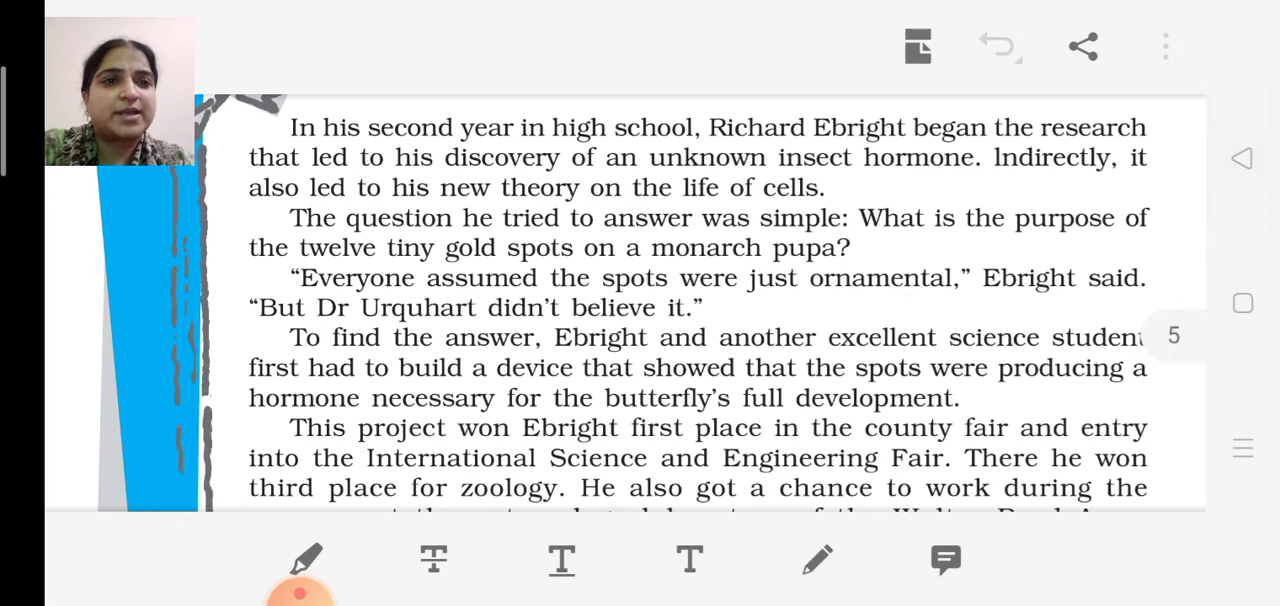 In his second year in high school, Richard Ebright began the research
that led to his discovery of an unknown insect hormone. Indirectly, it
also led to his new theory on the life of cells.
The question he tried to answer was simple: What is the purpose of
the twelve tiny gold spots on a monarch pupa?
“Everyone assumed the spots were just ornamental,” Ebright said.
“But Dr Urquhart didn’t believe it.”
To find the answer, Ebright and another excellent science student
5
first had to build a device that showed that the spots were producing a
hormone necessary for the butterfly’s full development.
This project won Ebright first place in the county fair and entry
into the International Science and Engineering Fair. There he won
third place for zoology. He also got a chance to work during the
T T T